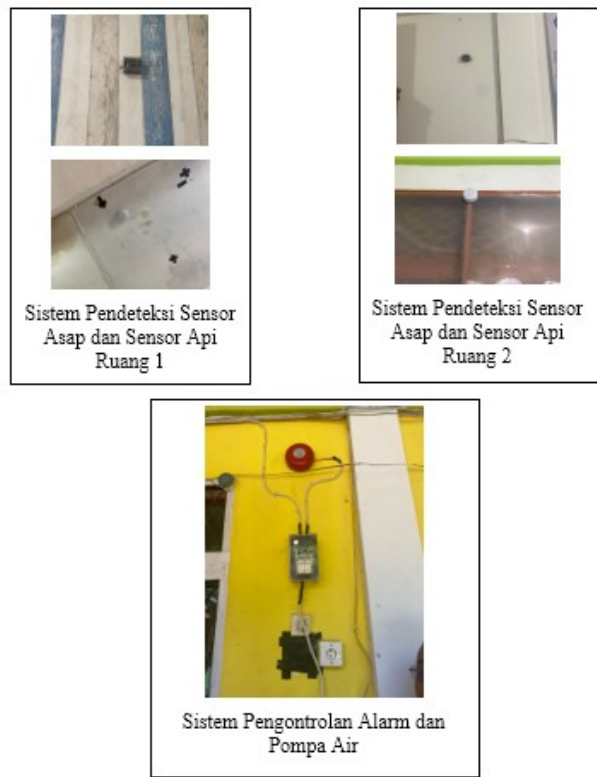 Sistem Pendeteksi Sensor
Asap dan Sensor Api
Ruang 1
Sistem Pendeteksi Sensor
Asap dan Sensor Api
Ruang 2
Sistem Pengontrolan Alarm dan
Pompa Air